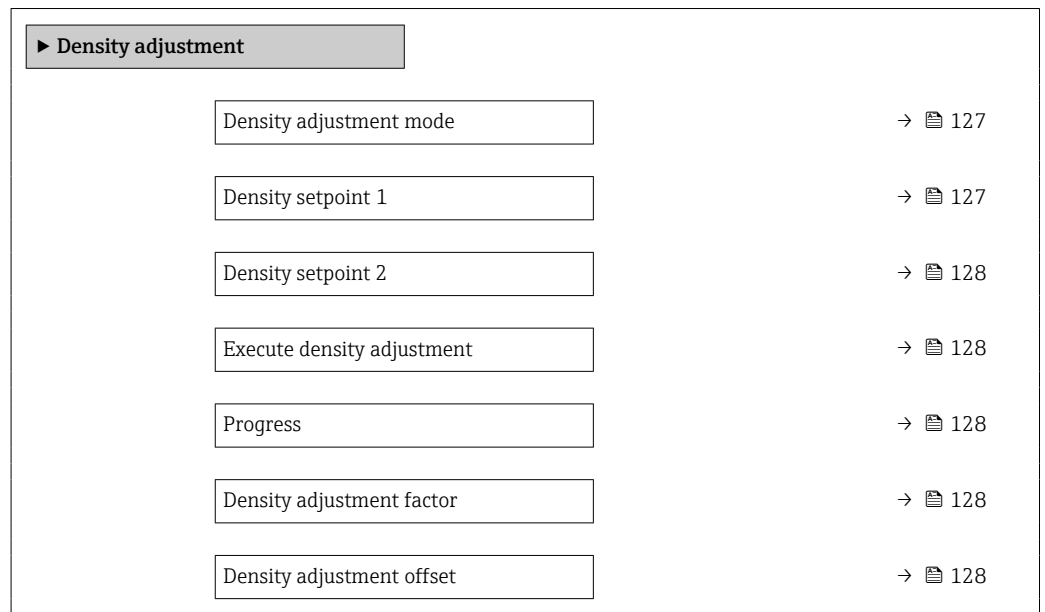 ▶ Density adjustment
Density adjustment mode → 127
Density setpoint 1 → 127
Density setpoint 2 → 128
Execute density adjustment → 128
Progress → 128
Density adjustment factor → 128
Density adjustment offset → 128